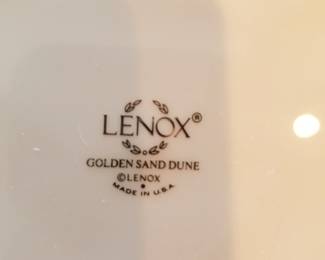 LENOX®
GOLDEN SAND DUNE
©LENOX
MADE IN U.S.A.